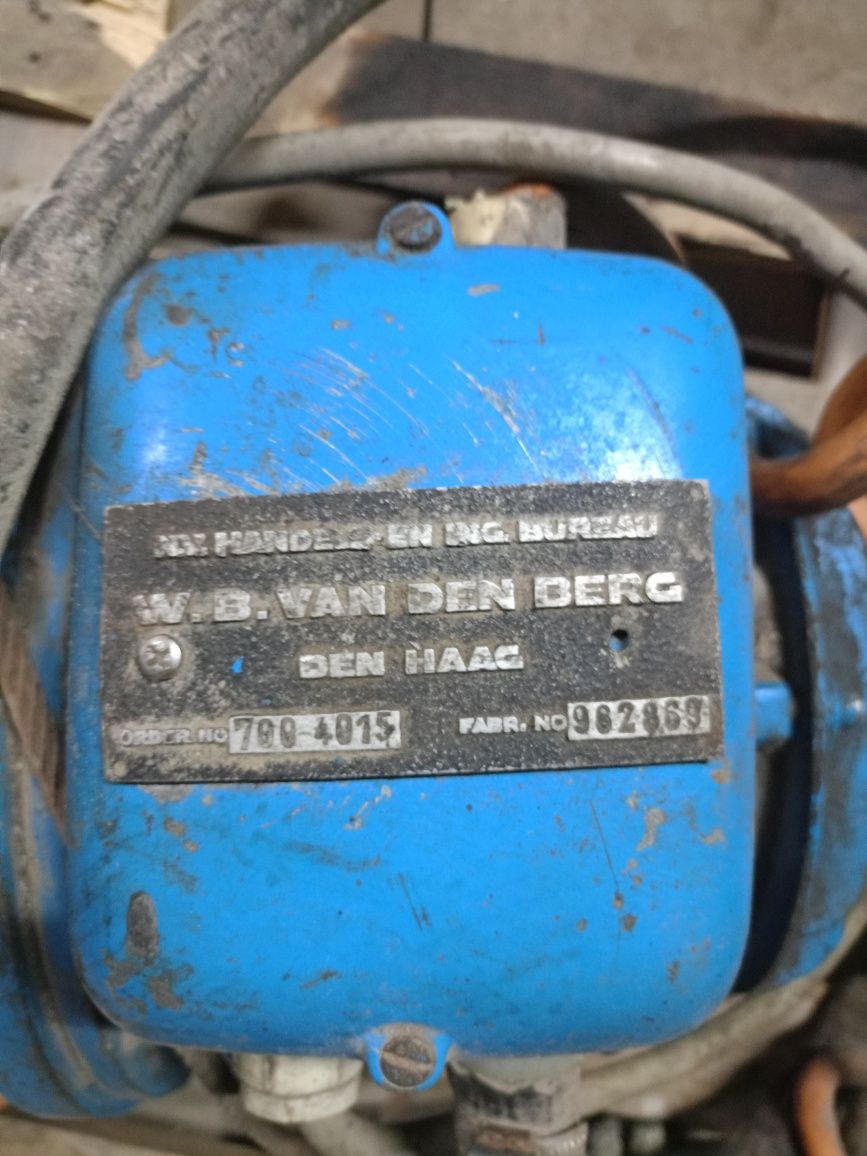 N.V. HANDELS-EN ING. BUREAU
W.B. VAN DEN BERG
DEN HAAG
ORDER. NO 700-4015 FABR. NO 962869